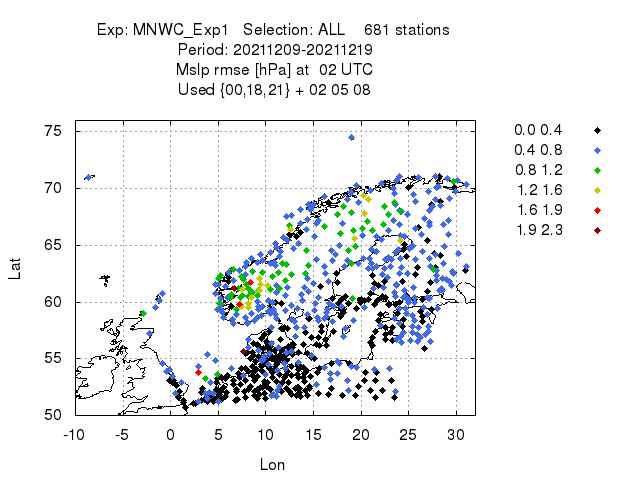 Exp: MNWC_Exp1   Selection: ALL    681 stations
Period: 20211209-20211219
Mslp rmse [hPa] at  02 UTC
Used {00,18,21} + 02 05 08
0.0 0.4
0.4 0.8
0.8 1.2
1.2 1.6
1.6 1.9
1.9 2.3
75
70
65
60
55
50
Lat
-10 -5 0 5 10 15 20 25 30
Lon